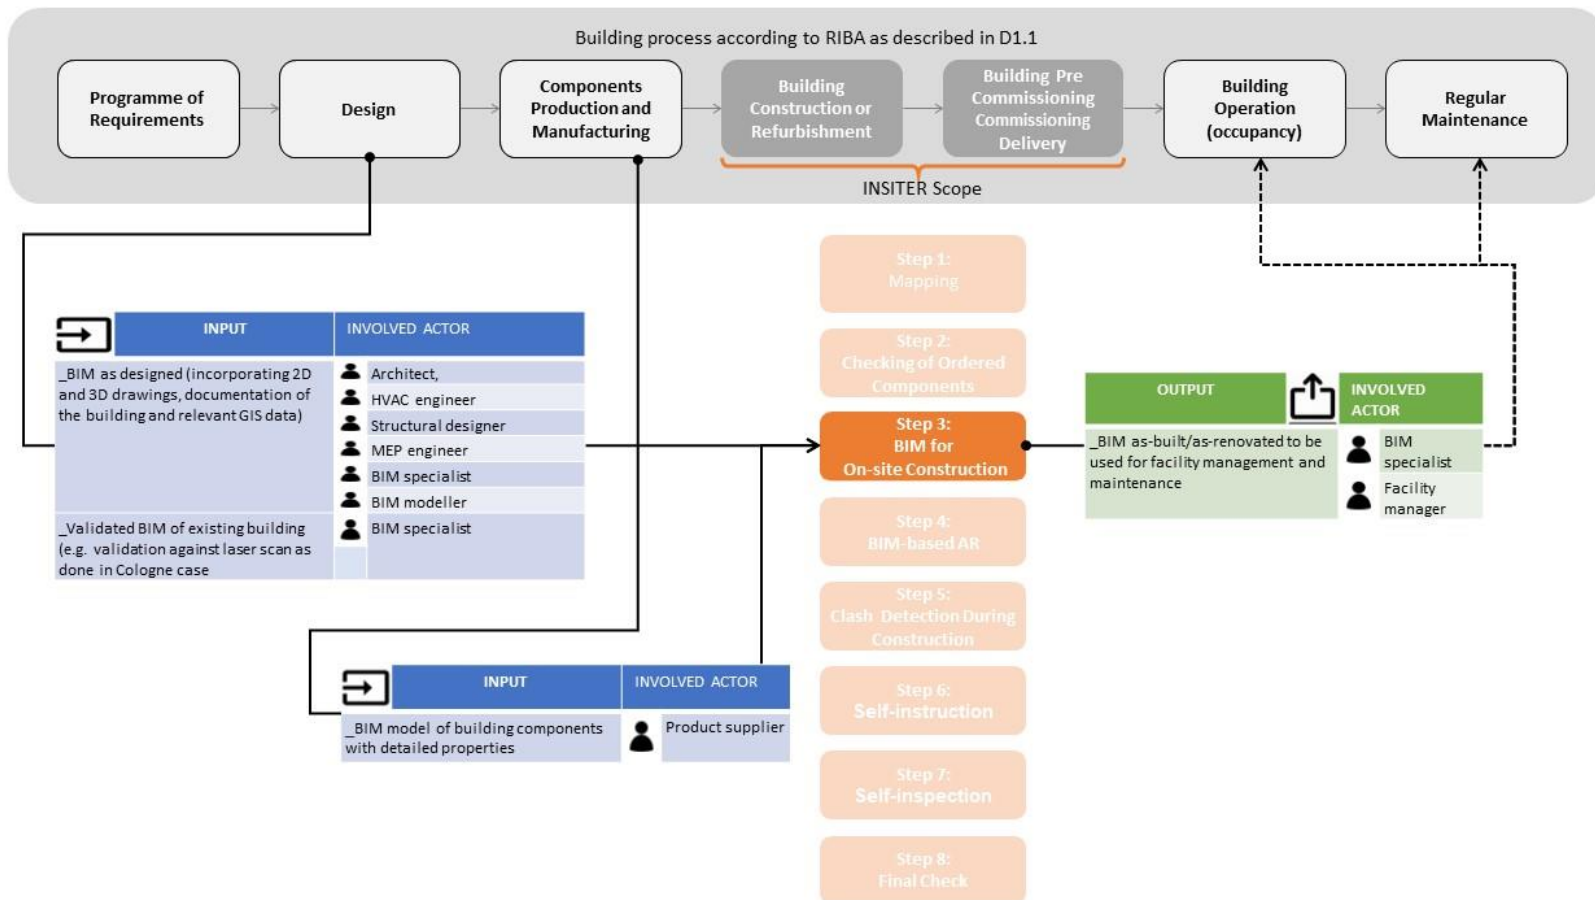 Building process according to RIBA as described in D1.1
Programme of
Requirements
Design
Components
Production and
Manufacturing
Building
Construction or
Refurbishment
Building Pre
Commissioning
Commissioning
Delivery
Building
Operation
(occupancy)
Regular
Maintenance
INSITER Scope
Step 1:
Mapping
Step 2:
Checking of Ordered
Components
Step 3:
BIM for
On-site Construction
Step 4:
BIM-based AR
Step 5:
Clash Detection During
Construction
Step 6:
Self-instruction
Step 7:
Self-inspection
Step 8:
Final Check
INPUT
INVOLVED ACTOR
_BIM as designed (incorporating 2D
and 3D drawings, documentation of
the building and relevant GIS data)
Architect,
HVAC engineer
Structural designer
MEP engineer
BIM specialist
BIM modeller
_Validated BIM of existing building
(e.g. validation against laser scan as
done in Cologne case
BIM specialist
INPUT
INVOLVED ACTOR
_BIM model of building components
with detailed properties
Product supplier
OUTPUT
INVOLVED
ACTOR
_BIM as-built/as-renovated to be
used for facility management and
maintenance
BIM
specialist
Facility
manager